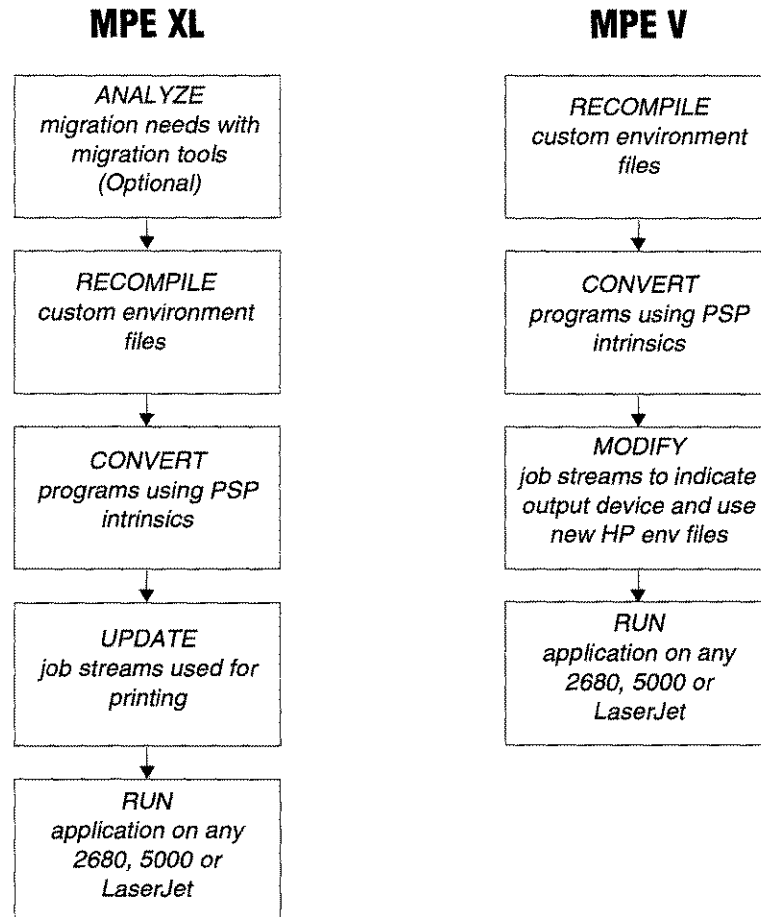 MPE XL
ANALYZE
migration needs with
migration tools
(Optional)
RECOMPILE
custom environment
files
CONVERT
programs using PSP
intrinsics
UPDATE
job streams used for
printing
RUN
application on any
2680, 5000 or
LaserJet
MPE V
RECOMPILE
custom environment
files
CONVERT
programs using PSP
intrinsics
MODIFY
job streams to indicate
output device and use
new HP env files
RUN
application on any
2680, 5000 or
LaserJet